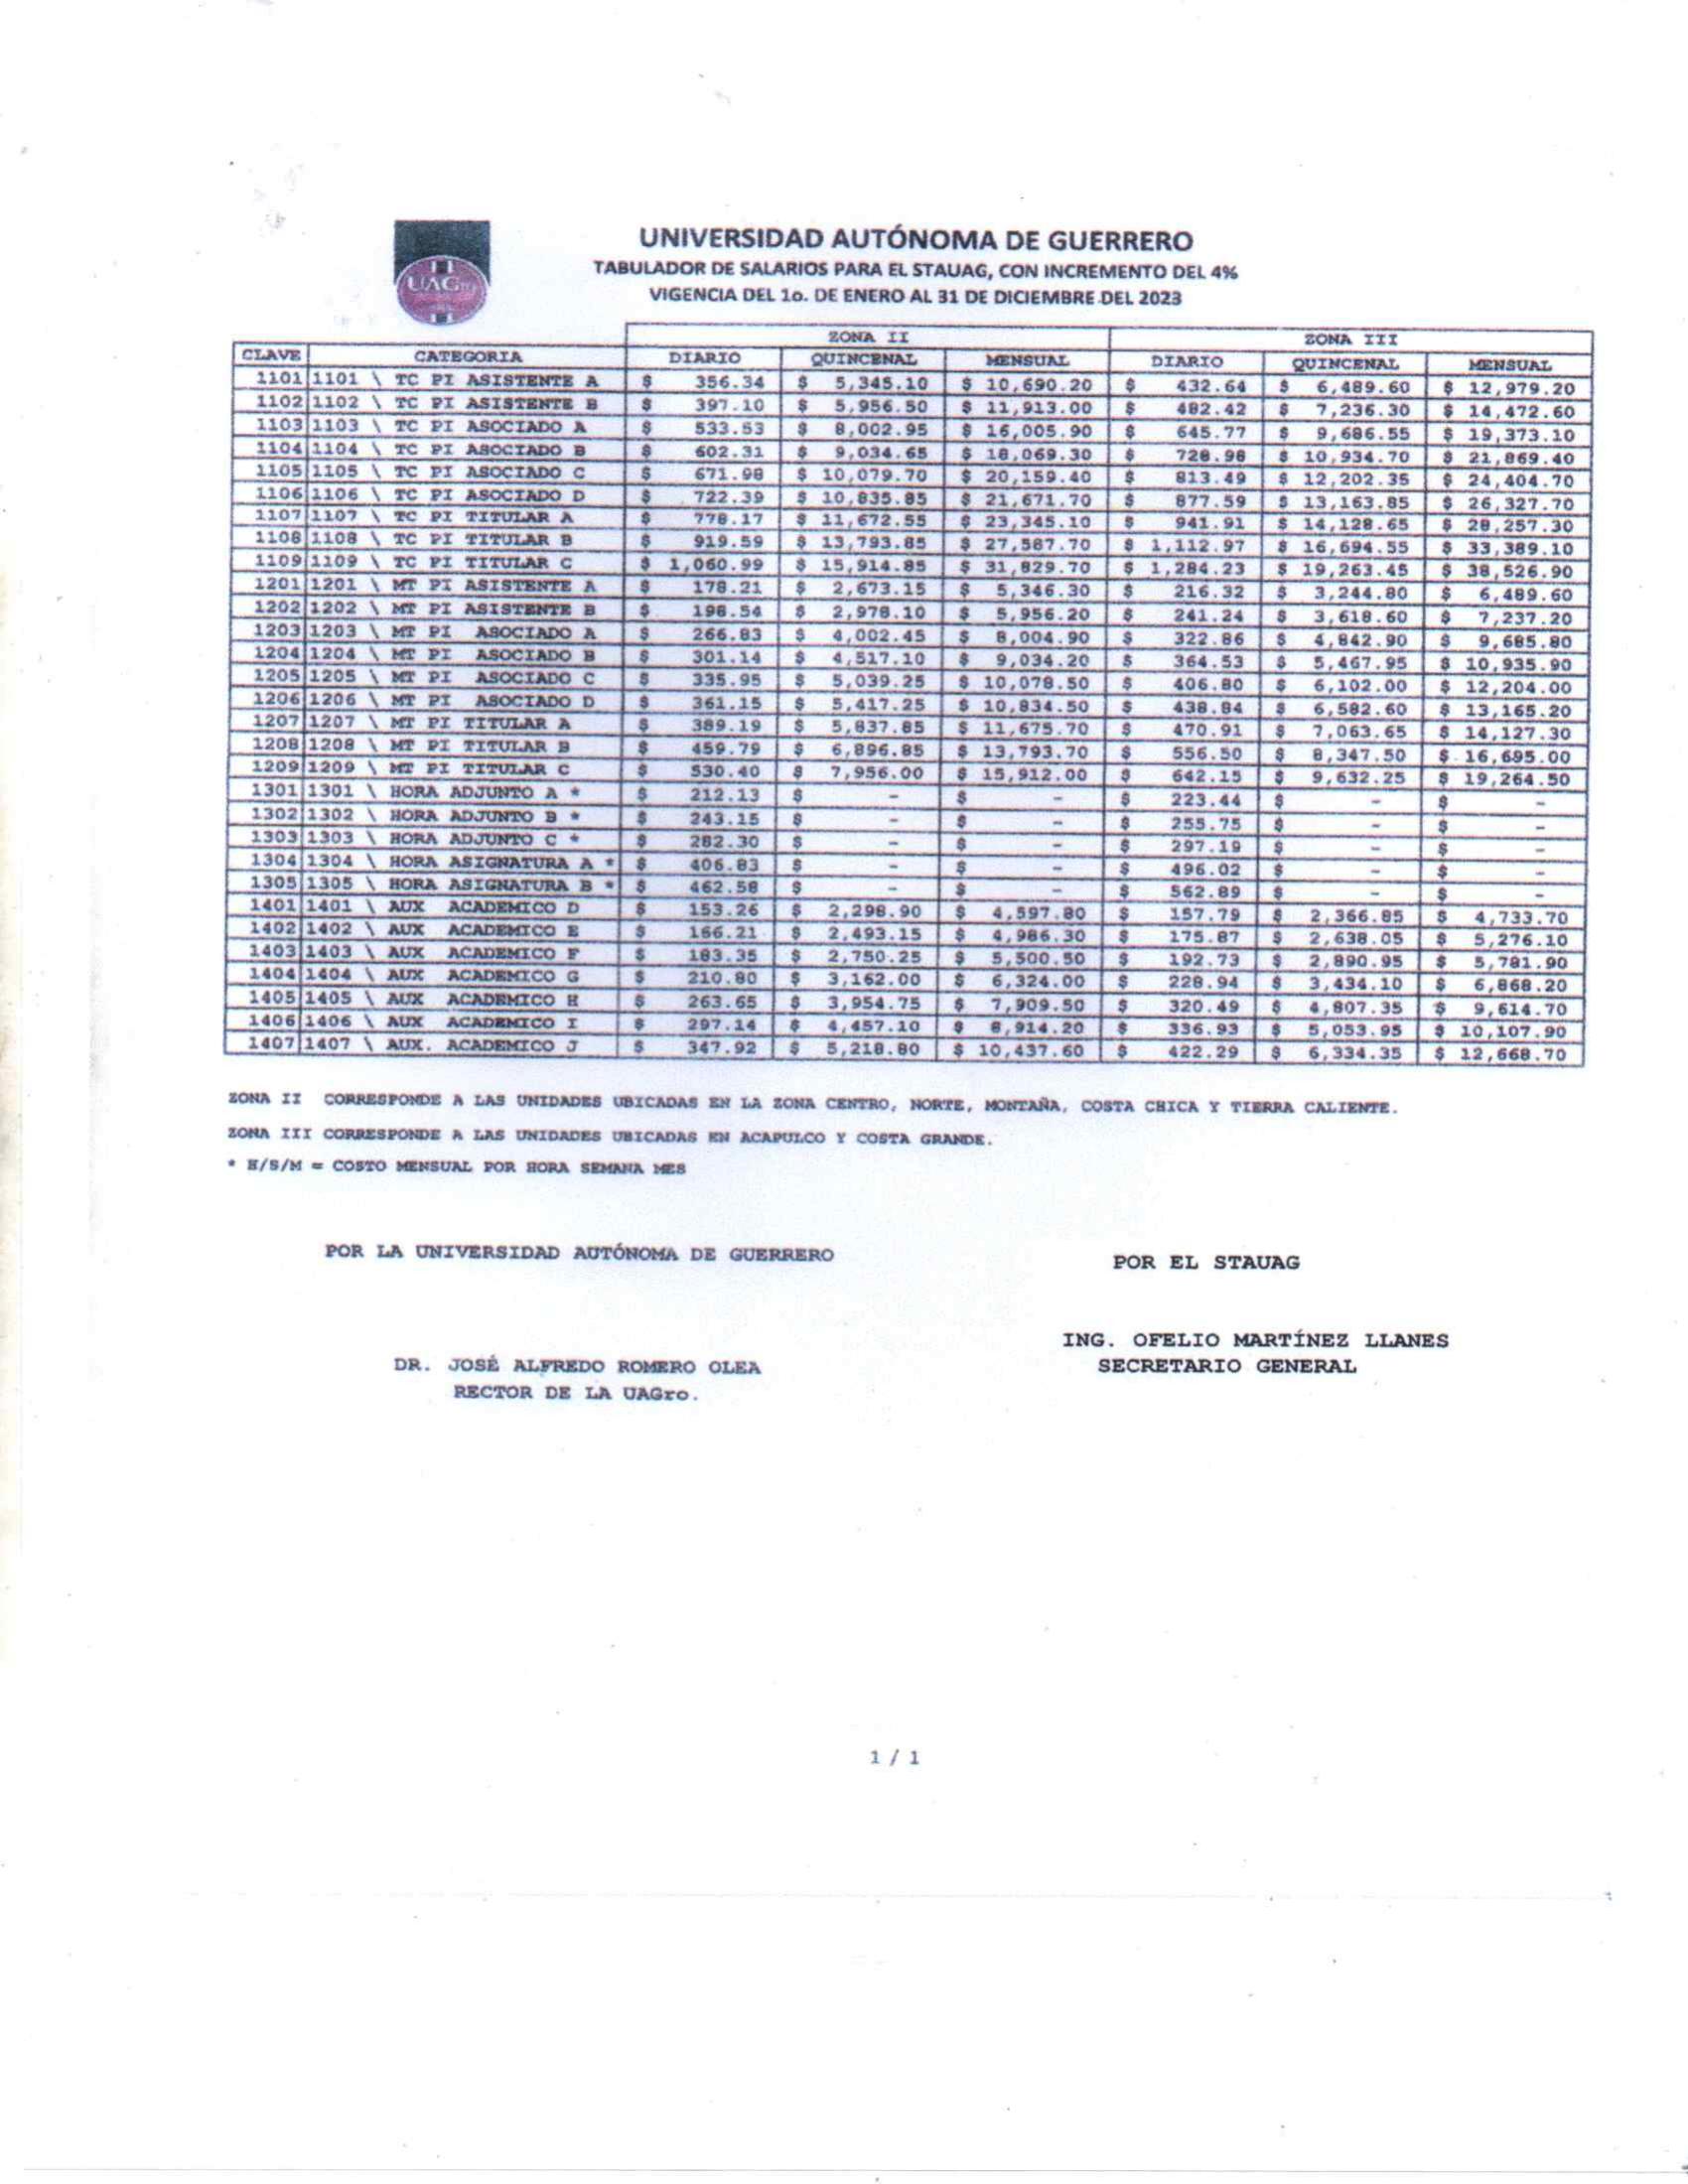 UNIVERSIDAD AUTÓNOMA DE GUERRERO
TABULADOR DE SALARIOS PARA EL STAUAG, CON INCREMENTO DEL 4%
VIGENCIA DEL 1o. DE ENERO AL 31 DE DICIEMBRE DEL 2023
UAGro
ZONA II ZONA III
CLAVE CATEGORIA DIARIO QUINCENAL MENSUAL DIARIO QUINCENAL MENSUAL
1101 1101 \ TC PI ASISTENTE A $ 356.34 $ 5,345.10 $ 10,690.20 $ 432.64 $ 6,489.60 $ 12,979.20
1102 1102 \ TC PI ASISTENTE B $ 397.10 $ 5,956.50 $ 11,913.00 $ 482.42 $ 7,236.30 $ 14,472.60
1103 1103 \ TC PI ASOCIADO A $ 533.53 $ 8,002.95 $ 16,005.90 $ 645.77 $ 9,686.55 $ 19,373.10
1104 1104 \ TC PI ASOCIADO B $ 602.31 $ 9,034.65 $ 18,069.30 $ 728.98 $ 10,934.70 $ 21,869.40
1105 1105 \ TC PI ASOCIADO C $ 671.98 $ 10,079.70 $ 20,159.40 $ 813.49 $ 12,202.35 $ 24,404.70
1106 1106 \ TC PI ASOCIADO D $ 722.39 $ 10,835.85 $ 21,671.70 $ 877.59 $ 13,163.85 $ 26,327.70
1107 1107 \ TC PI TITULAR A $ 778.17 $ 11,672.55 $ 23,345.10 $ 941.91 $ 14,128.65 $ 28,257.30
1108 1108 \ TC PI TITULAR B $ 919.59 $ 13,793.85 $ 27,587.70 $ 1,112.97 $ 16,694.55 $ 33,389.10
1109 1109 \ TC PI TITULAR C $ 1,060.99 $ 15,914.85 $ 31,829.70 $ 1,284.23 $ 19,263.45 $ 38,526.90
1201 1201 \ MT PI ASISTENTE A $ 178.21 $ 2,673.15 $ 5,346.30 $ 216.32 $ 3,244.80 $ 6,489.60
1202 1202 \ MT PI ASISTENTE B $ 198.54 $ 2,978.10 $ 5,956.20 $ 241.24 $ 3,618.60 $ 7,237.20
1203 1203 \ MT PI ASOCIADO A $ 266.83 $ 4,002.45 $ 8,004.90 $ 322.86 $ 4,842.90 $ 9,685.80
1204 1204 \ MT PI ASOCIADO B $ 301.14 $ 4,517.10 $ 9,034.20 $ 364.53 $ 5,467.95 $ 10,935.90
1205 1205 \ MT PI ASOCIADO C $ 335.95 $ 5,039.25 $ 10,078.50 $ 406.80 $ 6,102.00 $ 12,204.00
1206 1206 \ MT PI ASOCIADO D $ 361.15 $ 5,417.25 $ 10,834.50 $ 438.84 $ 6,582.60 $ 13,165.20
1207 1207 \ MT PI TITULAR A $ 389.19 $ 5,837.85 $ 11,675.70 $ 470.91 $ 7,063.65 $ 14,127.30
1208 1208 \ MT PI TITULAR B $ 459.79 $ 6,896.85 $ 13,793.70 $ 556.50 $ 8,347.50 $ 16,695.00
1209 1209 \ MT PI TITULAR C $ 530.40 $ 7,956.00 $ 15,912.00 $ 642.15 $ 9,632.25 $ 19,264.50
1301 1301 \ HORA ADJUNTO A * $ 212.13 $ - $ - $ 223.44 $ - $ -
1302 1302 \ HORA ADJUNTO B * $ 243.15 $ - $ - $ 255.75 $ - $ -
1303 1303 \ HORA ADJUNTO C * $ 282.30 $ - $ - $ 297.19 $ - $ -
1304 1304 \ HORA ASIGNATURA A * $ 406.83 $ - $ - $ 496.02 $ - $ -
1305 1305 \ HORA ASIGNATURA B * $ 462.58 $ - $ - $ 562.89 $ - $ -
1401 1401 \ AUX ACADEMICO D $ 153.26 $ 2,298.90 $ 4,597.80 $ 157.79 $ 2,366.85 $ 4,733.70
1402 1402 \ AUX ACADEMICO E $ 166.21 $ 2,493.15 $ 4,986.30 $ 175.87 $ 2,638.05 $ 5,276.10
1403 1403 \ AUX ACADEMICO F $ 183.35 $ 2,750.25 $ 5,500.50 $ 192.73 $ 2,890.95 $ 5,781.90
1404 1404 \ AUX ACADEMICO G $ 210.80 $ 3,162.00 $ 6,324.00 $ 228.94 $ 3,434.10 $ 6,868.20
1405 1405 \ AUX ACADEMICO H $ 263.65 $ 3,954.75 $ 7,909.50 $ 320.49 $ 4,807.35 $ 9,614.70
1406 1406 \ AUX ACADEMICO I $ 297.14 $ 4,457.10 $ 8,914.20 $ 336.93 $ 5,053.95 $ 10,107.90
1407 1407 \ AUX. ACADEMICO J $ 347.92 $ 5,218.80 $ 10,437.60 $ 422.29 $ 6,334.35 $ 12,668.70
ZONA II CORRESPONDE A LAS UNIDADES UBICADAS EN LA ZONA CENTRO, NORTE, MONTAÑA, COSTA CHICA Y TIERRA CALIENTE.
ZONA III CORRESPONDE A LAS UNIDADES UBICADAS EN ACAPULCO Y COSTA GRANDE.
* H/S/M = COSTO MENSUAL POR HORA SEMANA MES
POR LA UNIVERSIDAD AUTÓNOMA DE GUERRERO
POR EL STAUAG
ING. OFELIO MARTÍNEZ LLANES
SECRETARIO GENERAL
DR. JOSÉ ALFREDO ROMERO OLEA
RECTOR DE LA UAGro.
1 / 1